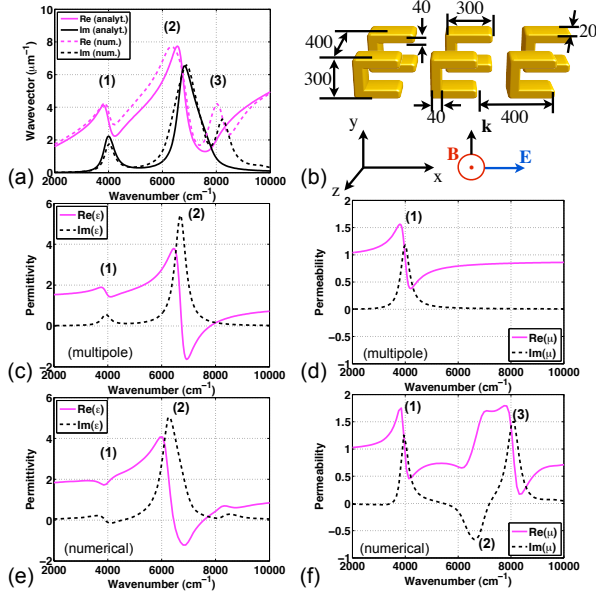 (a)
Re (analyt.)
Im (analyt.)
Re (num.)
Im (num.)
(1)
(2)
(3)
Wavevector (μm⁻¹)
10
8
6
4
2
0
2000 4000 6000 8000 10000
Wavenumber (cm⁻¹)
(b)
40
300
20
400
300
40
400
k
y
B
E
x
z
(c)
Re(ε)
Im(ε)
(1)
(2)
Permittivity
6
4
2
0
−2
(multipole)
2000 4000 6000 8000 10000
Wavenumber (cm⁻¹)
(d)
(1)
Permeability
2
1.5
1
0.5
0
−0.5
−1
(multipole)
Re(μ)
Im(μ)
2000 4000 6000 8000 10000
Wavenumber (cm⁻¹)
(e)
Re(ε)
Im(ε)
(1)
(2)
Permittivity
6
4
2
0
−2
(numerical)
2000 4000 6000 8000 10000
Wavenumber (cm⁻¹)
(f)
(1)
(3)
(2)
Permeability
2
1.5
1
0.5
0
−0.5
−1
(numerical)
Re(μ)
Im(μ)
2000 4000 6000 8000 10000
Wavenumber (cm⁻¹)